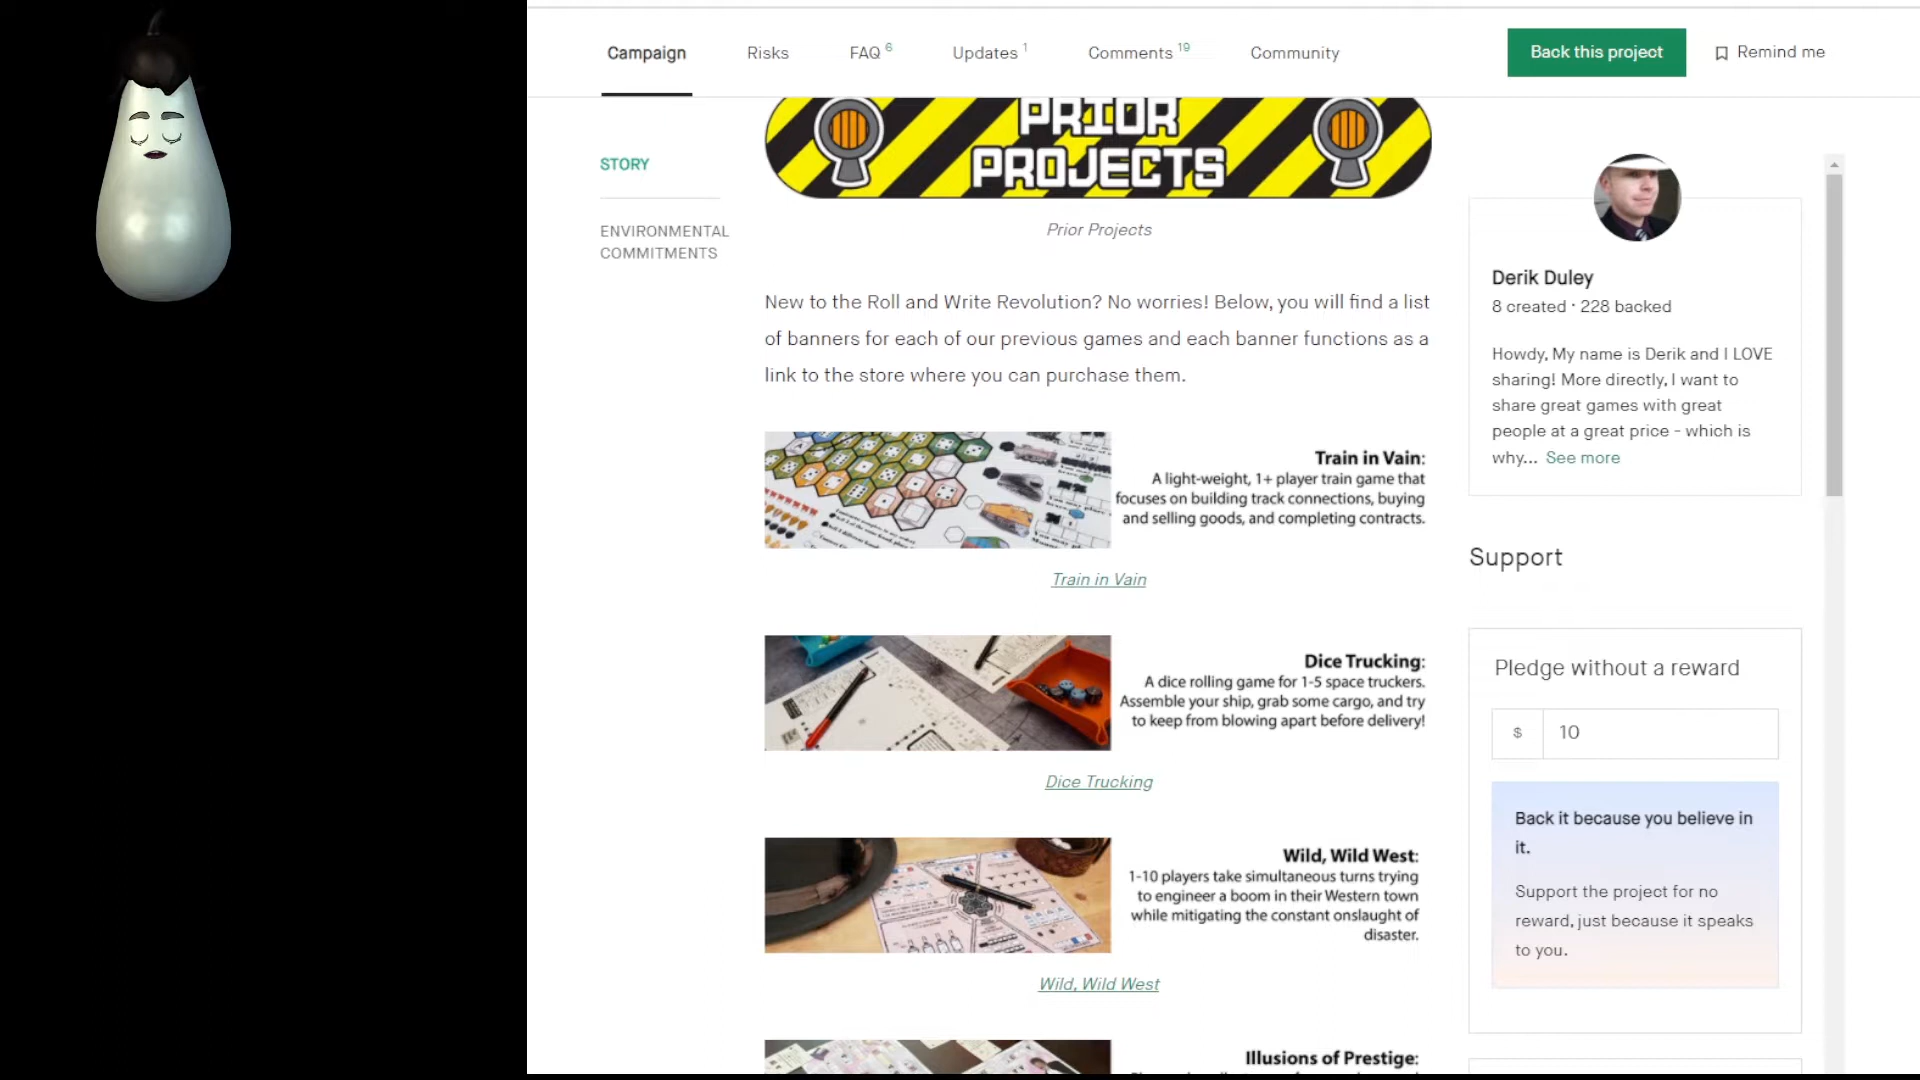 Campaign
Risks
FAQ 6
Updates 1
Comments 19
Community
Back this project
Remind me
STORY
ENVIRONMENTAL
COMMITMENTS
PRIOR
PROJECTS
Prior Projects
New to the Roll and Write Revolution? No worries! Below, you will find a list
of banners for each of our previous games and each banner functions as a
link to the store where you can purchase them.
Train in Vain:
A light-weight, 1+ player train game that
focuses on building track connections, buying
and selling goods, and completing contracts.
Train in Vain
Dice Trucking:
A dice rolling game for 1-5 space truckers.
Assemble your ship, grab some cargo, and try
to keep from blowing apart before delivery!
Dice Trucking
Wild, Wild West:
1-10 players take simultaneous turns trying
to engineer a boom in their Western town
while mitigating the constant onslaught of
disaster.
Wild, Wild West
Illusions of Prestige:
Derik Duley
8 created · 228 backed
Howdy, My name is Derik and I LOVE
sharing! More directly, I want to
share great games with great
people at a great price - which is
why... See more
Support
Pledge without a reward
$ 10
Back it because you believe in
it.
Support the project for no
reward, just because it speaks
to you.